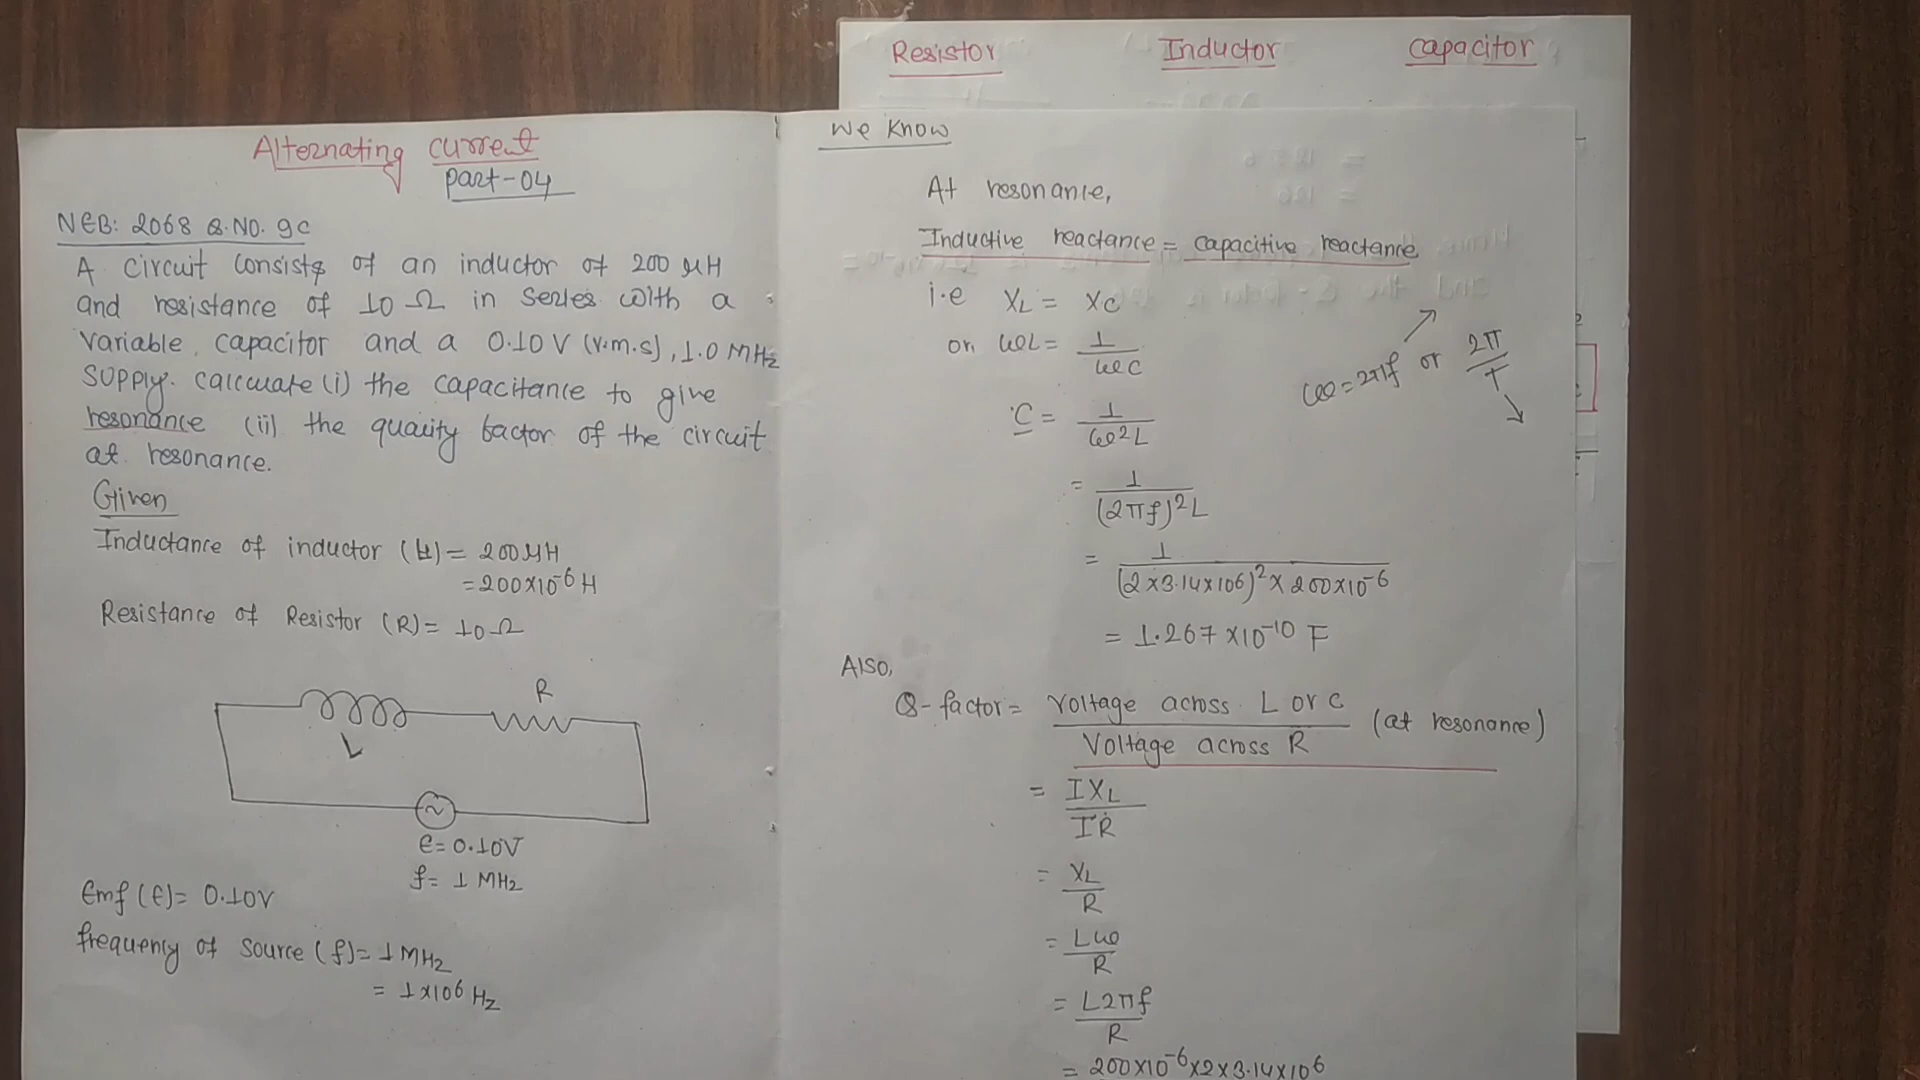 Resistor Inductor Capacitor
Alternating current
Part-04
NEB: 2068 Q.NO. 9C
A circuit consists of an inductor of 200 μH
and resistance of 10 Ω in series with a
variable capacitor and a 0.10 V (r.m.s), 1.0 MHz
supply. calculate (i) the capacitance to give
resonance (ii) the quality factor of the circuit
at resonance.
Given
Inductance of inductor (L) = 200 μH
= 200×10⁻⁶ H
Resistance of Resistor (R) = 10 Ω
R
L
E = 0.10V
f = 1 MHz
Emf (E) = 0.10V
frequency of source (f) = 1 MHz
= 1×10⁶ Hz
We know
At resonance,
Inductive reactance = capacitive reactance
i.e XL = XC
or, ωL = 1/ωC
ω = 2πf or 2π/T
C = 1/ω²L
= 1/(2πf)²L
= 1/(2×3.14×10⁶)²×200×10⁻⁶
= 1.267×10⁻¹⁰ F
Also,
Q-factor = Voltage across L or C/Voltage across R (at resonance)
= IXL/IR
= XL/R
= Lω/R
= L2πf/R
= 200×10⁻⁶×2×3.14×10⁶